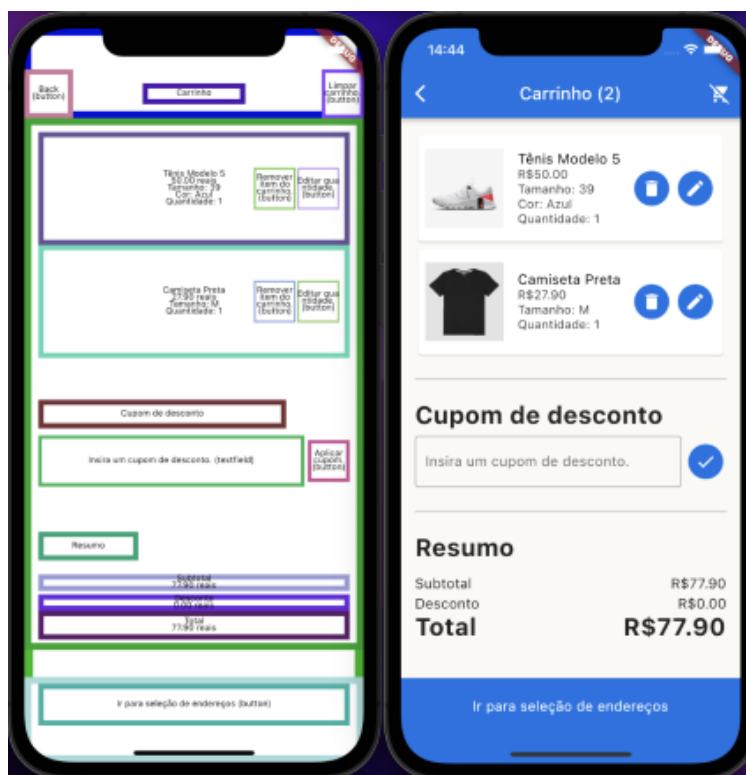 DEBUG
Back
(button)
Carrinho
Limpar
carrinho.
(button)
Tênis Modelo 5
50.00 reais
Tamanho: 39
Cor: Azul
Quantidade: 1
Remover
item do
carrinho.
(button)
Editar qua
ntidade.
(button)
Camiseta Preta
27.90 reais
Tamanho: M
Quantidade: 1
Remover
item do
carrinho.
(button)
Editar qua
ntidade.
(button)
Cupom de desconto
Insira um cupom de desconto. (textfield)
Aplicar
cupom.
(button)
Resumo
Subtotal
77.90 reais
Desconto
0.00 reais
Total
77.90 reais
Ir para seleção de endereços (button)
14:44
DEBUG
Carrinho (2)
Tênis Modelo 5
R$50.00
Tamanho: 39
Cor: Azul
Quantidade: 1
Camiseta Preta
R$27.90
Tamanho: M
Quantidade: 1
Cupom de desconto
Insira um cupom de desconto.
Resumo
Subtotal R$77.90
Desconto R$0.00
Total R$77.90
Ir para seleção de endereços